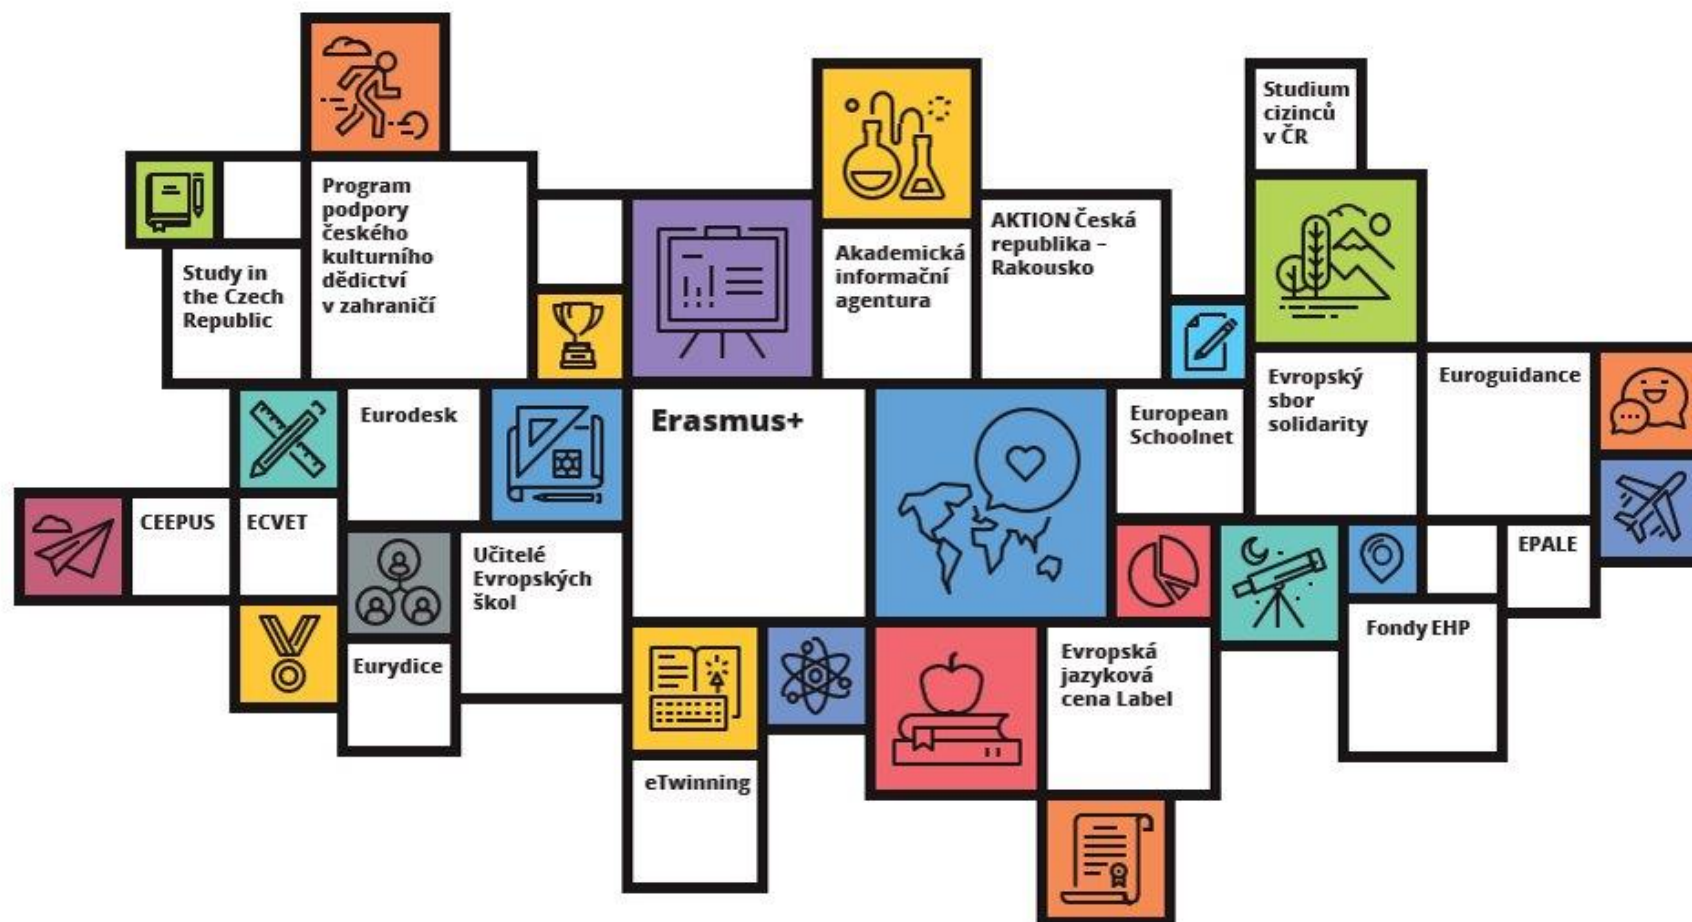 Studium
cizinců
v ČR
Program
podpory
českého
kulturního
dědictví
v zahraničí
Study in
the Czech
Republic
Akademická
informační
agentura
AKTION Česká
republika –
Rakousko
Eurodesk
Erasmus+
European
Schoolnet
Evropský
sbor
solidarity
Euroguidance
CEEPUS
ECVET
Učitelé
Evropských
škol
EPALE
Eurydice
Evropská
jazyková
cena Label
Fondy EHP
eTwinning